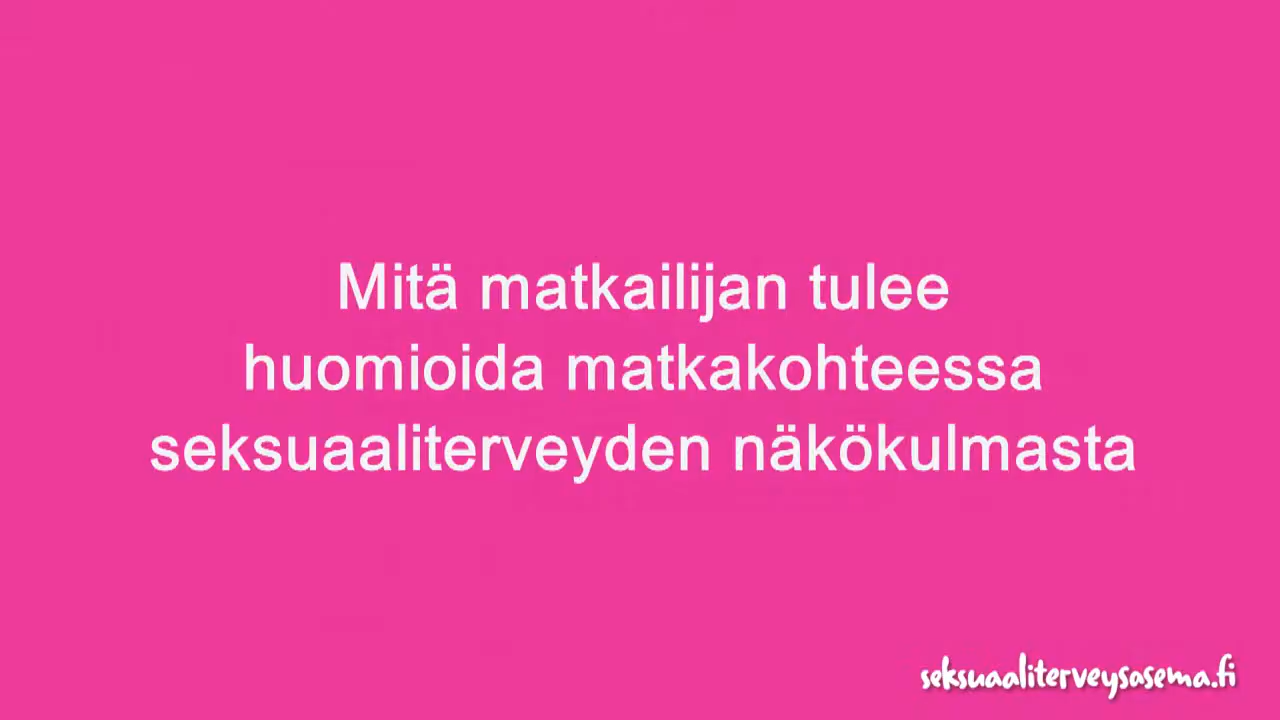 Mitä matkailijan tulee
huomioida matkakohteessa
seksuaaliterveyden näkökulmasta
seksuaaliterveysasema.fi